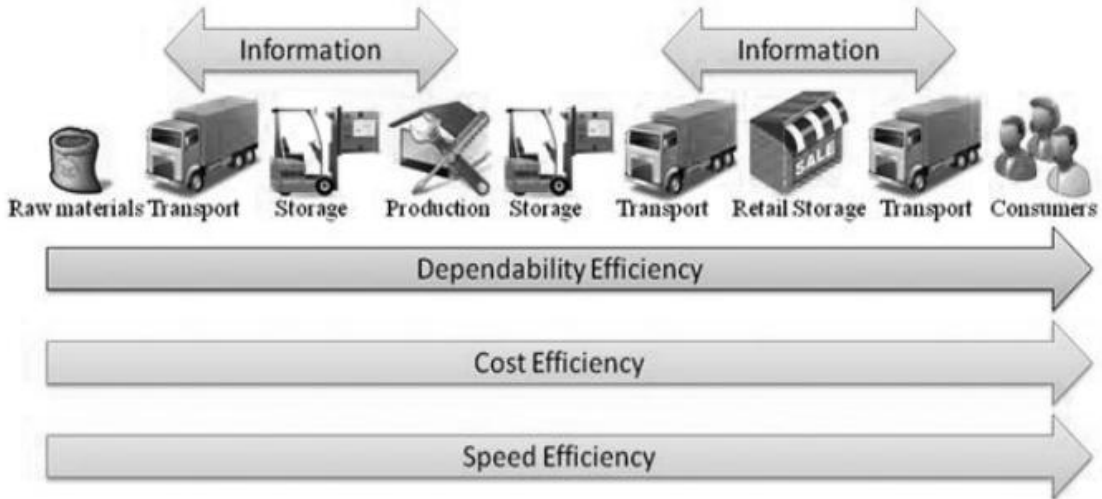 Information Information
Raw materials Transport Storage Production Storage Transport Retail Storage Transport Consumers
SALE
Dependability Efficiency
Cost Efficiency
Speed Efficiency